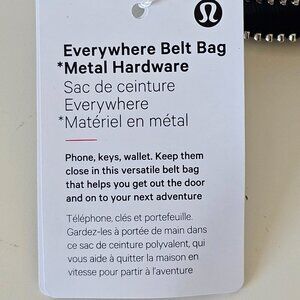 Everywhere Belt Bag
*Metal Hardware
Sac de ceinture
Everywhere
*Matériel en métal
Phone, keys, wallet. Keep them
close in this versatile belt bag
that helps you get out the door
and on to your next adventure
Téléphone, clés et portefeuille.
Gardez-les à portée de main dans
ce sac de ceinture polyvalent, qui
vous aide à quitter la maison en
vitesse pour partir à l'aventure